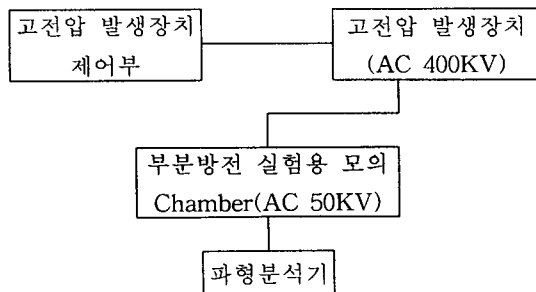 고전압 발생장치
제어부
고전압 발생장치
(AC 400KV)
부분방전 실험용 모의
Chamber(AC 50KV)
파형분석기